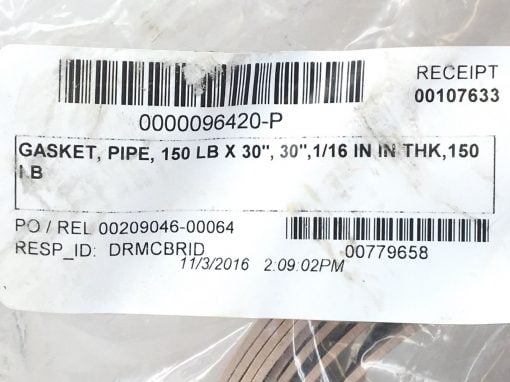 RECEIPT
00107633
0000096420-P
GASKET, PIPE, 150 LB X 30", 30",1/16 IN IN THK,150
LB
PO / REL 00209046-00064
00779658
RESP_ID: DRMCBRID
11/3/2016 2:09:02PM